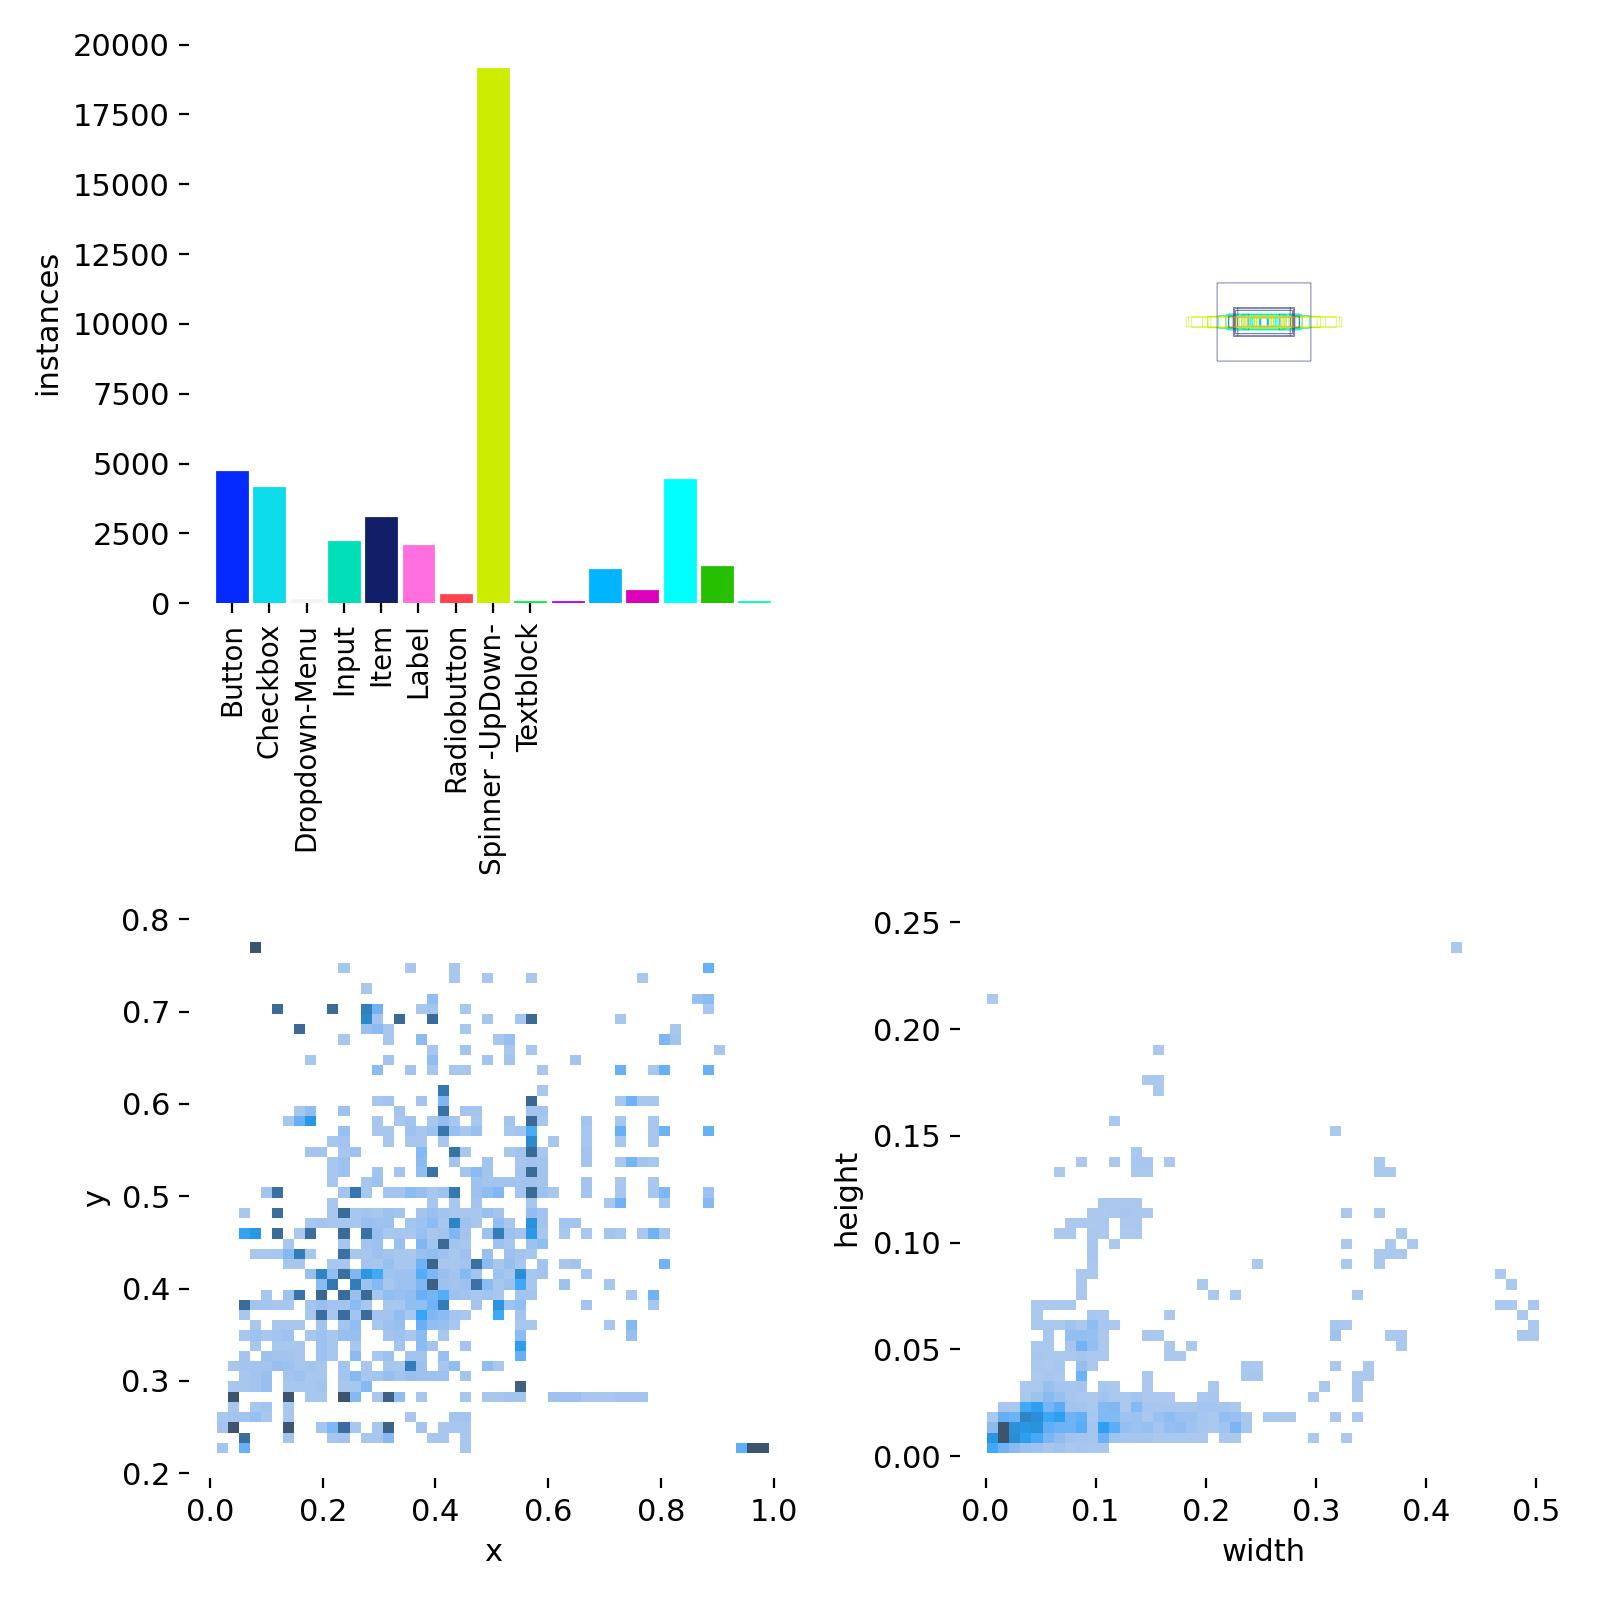 20000
17500
15000
12500
10000
7500
5000
2500
0
instances
Button
Checkbox
Dropdown-Menu
Input
Item
Label
Radiobutton
Spinner -UpDown-
Textblock
0.8
0.7
0.6
0.5
0.4
0.3
0.2
y
0.0 0.2 0.4 0.6 0.8 1.0
x
0.25
0.20
0.15
0.10
0.05
0.00
height
0.0 0.1 0.2 0.3 0.4 0.5
width